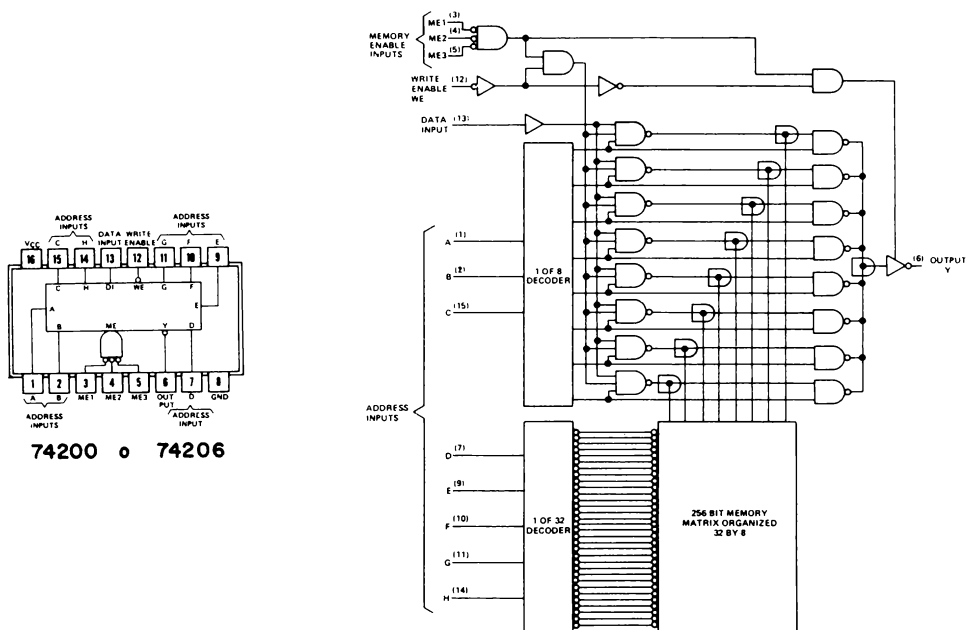 ADDRESS
INPUTS
ADDRESS
INPUTS
DATA WRITE
VCC C H INPUT ENABLE G F E
16 15 14 13 12 11 10 9
C H DI WE G F
A E
B ME Y D
1 2 3 4 5 6 7 8
A B ME1 ME2 ME3 OUT D GND
PUT
ADDRESS
INPUTS
ADDRESS
INPUT
74200 o 74206
MEMORY
ENABLE
INPUTS
ME1 (3)
ME2 (4)
ME3 (5)
WRITE (12)
ENABLE
WE
DATA (13)
INPUT
A (1)
B (2)
C (15)
1 OF 8
DECODER
(6) OUTPUT
Y
ADDRESS
INPUTS
D (7)
E (9)
F (10)
G (11)
H (14)
1 OF 32
DECODER
256 BIT MEMORY
MATRIX ORGANIZED
32 BY 8